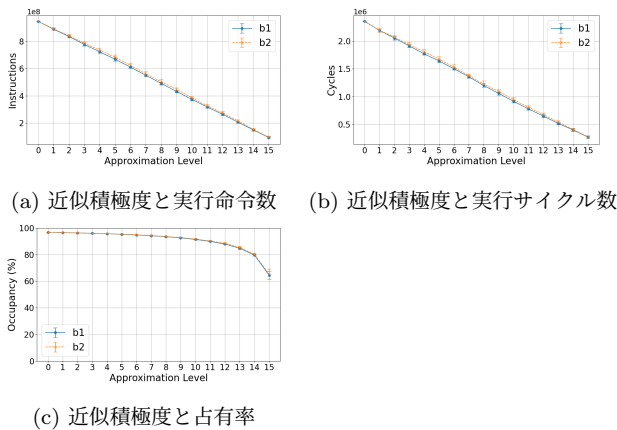 1e8
b1
b2
8
6
4
2
Instructions
0 1 2 3 4 5 6 7 8 9 10 11 12 13 14 15
Approximation Level
(a) 近似積極度と実行命令数
1e6
b1
b2
2.0
1.5
1.0
0.5
Cycles
0 1 2 3 4 5 6 7 8 9 10 11 12 13 14 15
Approximation Level
(b) 近似積極度と実行サイクル数
100
80
60
40
20
0
Occupancy (%)
b1
b2
0 1 2 3 4 5 6 7 8 9 10 11 12 13 14 15
Approximation Level
(c) 近似積極度と占有率